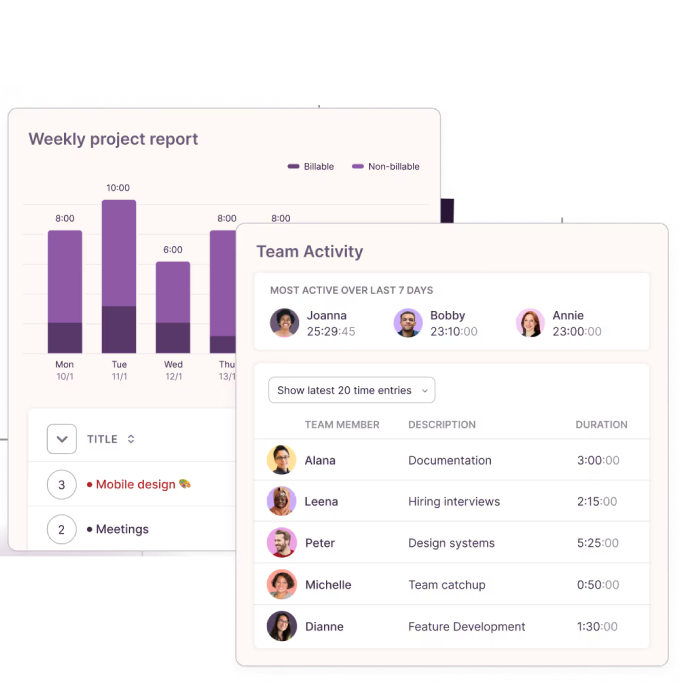 Weekly project report
Billable Non-billable
10:00
8:00 8:00 8:00
6:00
Mon Tue Wed Thu
10/1 11/1 12/1 13/1
TITLE
3 Mobile design
2 Meetings
Team Activity
MOST ACTIVE OVER LAST 7 DAYS
Joanna Bobby Annie
25:29:45 23:10:00 23:00:00
Show latest 20 time entries
TEAM MEMBER DESCRIPTION DURATION
Alana Documentation 3:00:00
Leena Hiring interviews 2:15:00
Peter Design systems 5:25:00
Michelle Team catchup 0:50:00
Dianne Feature Development 1:30:00